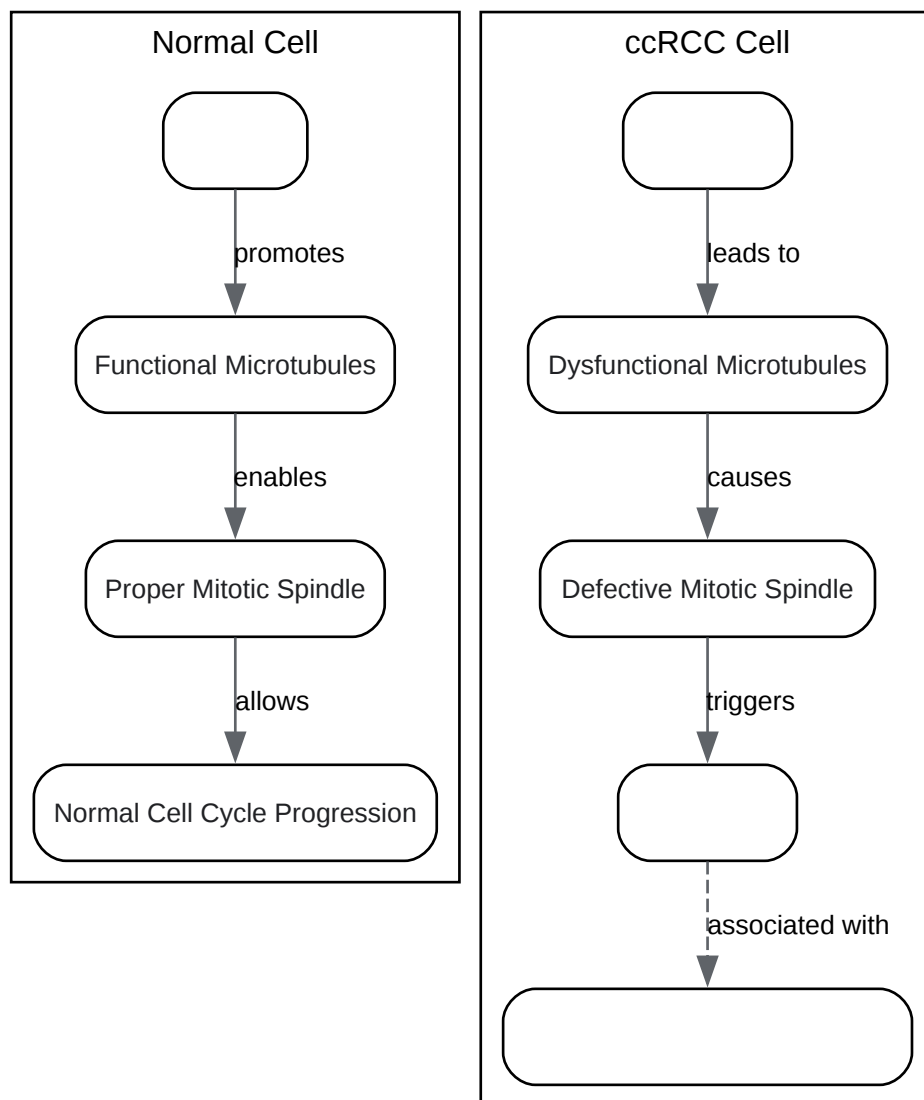 Normal Cell
promotes
Functional Microtubules
enables
Proper Mitotic Spindle
allows
Normal Cell Cycle Progression
ccRCC Cell
leads to
Dysfunctional Microtubules
causes
Defective Mitotic Spindle
triggers
associated with